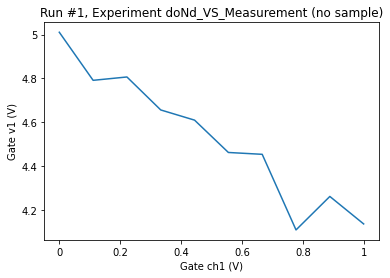 Run #1, Experiment doNd_VS_Measurement (no sample)
5
4.8
4.6
4.4
4.2
Gate v1 (V)
0 0.2 0.4 0.6 0.8 1
Gate ch1 (V)